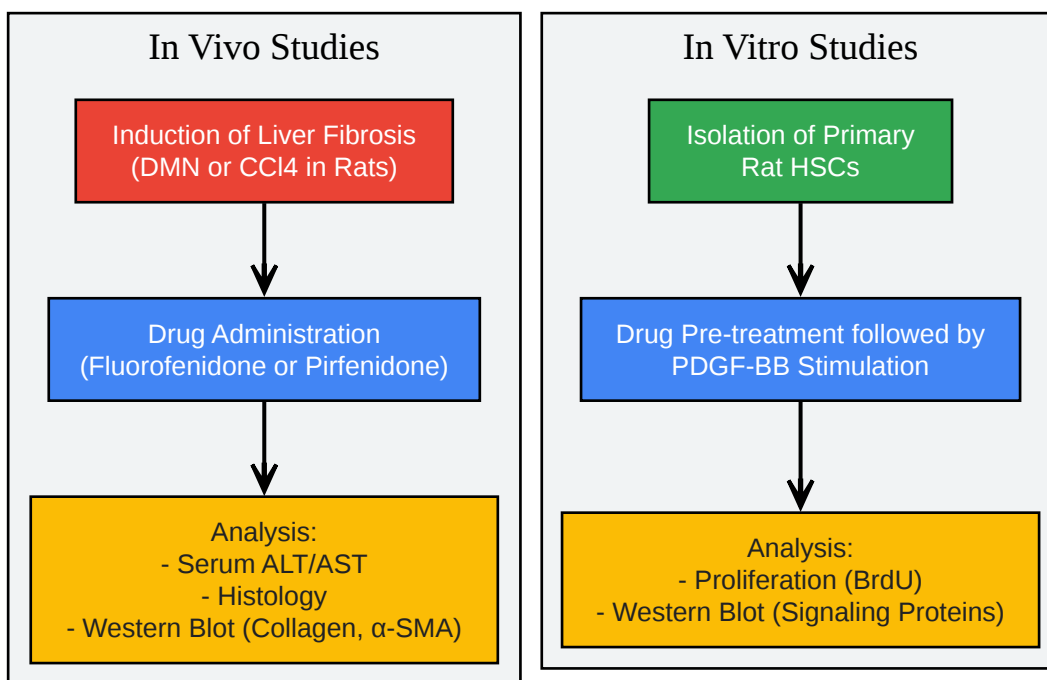 In Vivo Studies
Induction of Liver Fibrosis
(DMN or CCl4 in Rats)
Drug Administration
(Fluorofenidone or Pirfenidone)
Analysis:
- Serum ALT/AST
- Histology
- Western Blot (Collagen, α-SMA)
In Vitro Studies
Isolation of Primary
Rat HSCs
Drug Pre-treatment followed by
PDGF-BB Stimulation
Analysis:
- Proliferation (BrdU)
- Western Blot (Signaling Proteins)